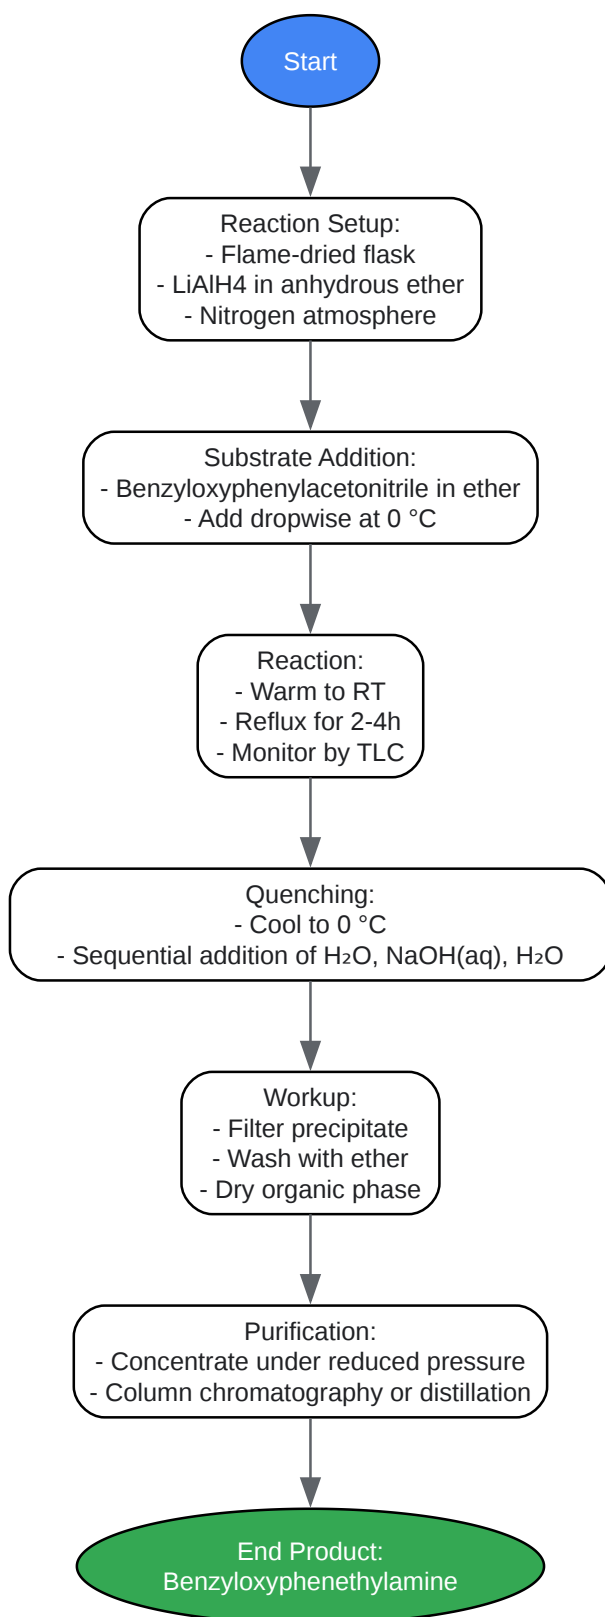 Start
Reaction Setup:
- Flame-dried flask
- LiAlH4 in anhydrous ether
- Nitrogen atmosphere
Substrate Addition:
- Benzyloxyphenylacetonitrile in ether
- Add dropwise at 0 °C
Reaction:
- Warm to RT
- Reflux for 2-4h
- Monitor by TLC
Quenching:
- Cool to 0 °C
- Sequential addition of H₂O, NaOH(aq), H₂O
Workup:
- Filter precipitate
- Wash with ether
- Dry organic phase
Purification:
- Concentrate under reduced pressure
- Column chromatography or distillation
End Product:
Benzyloxyphenethylamine